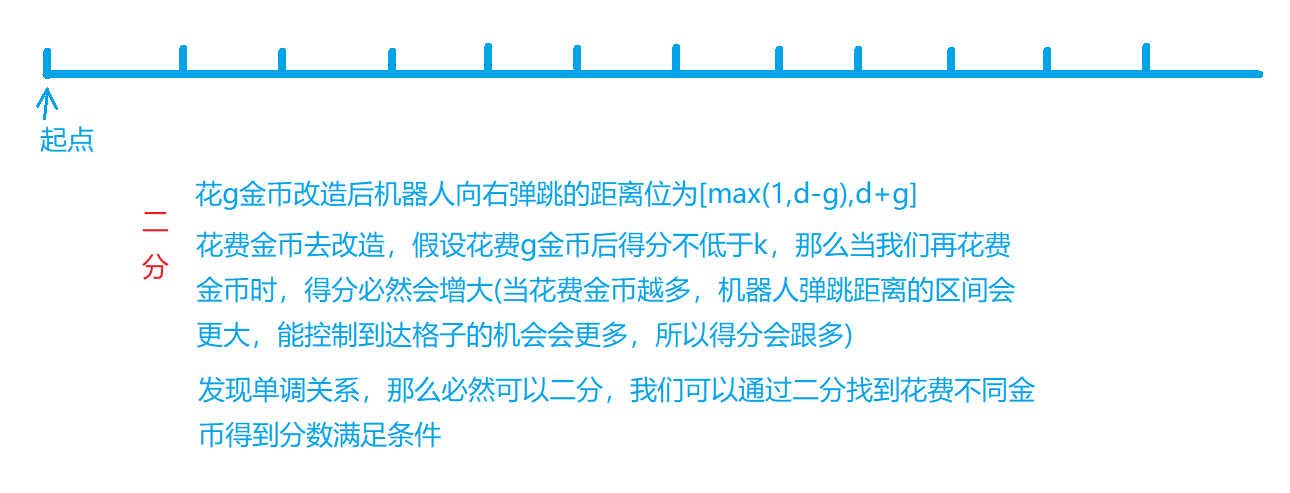 起点
花g金币改造后机器人向右弹跳的距离位为[max(1,d-g),d+g]
二
分
花费金币去改造，假设花费g金币后得分不低于k，那么当我们再花费
金币时，得分必然会增大(当花费金币越多，机器人弹跳距离的区间会
更大，能控制到达格子的机会会更多，所以得分会跟多)
发现单调关系，那么必然可以二分，我们可以通过二分找到花费不同金
币得到分数满足条件